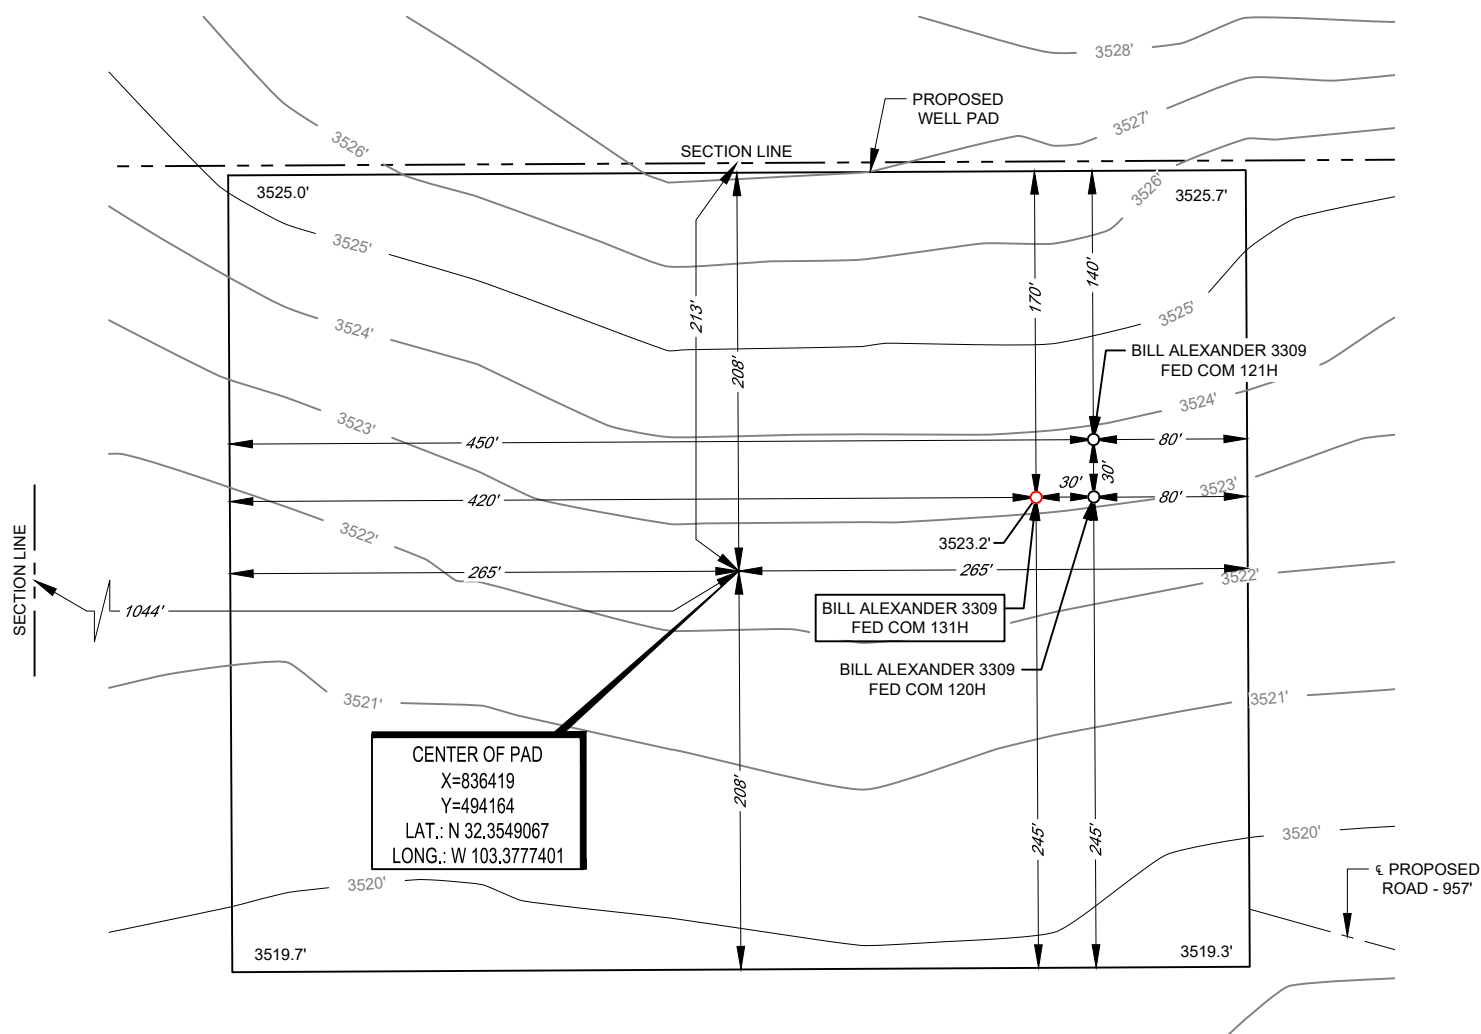 3528'
PROPOSED
WELL PAD
3527'
3526'
SECTION LINE
3525.0'
3526'
3525.7'
3525'
140'
170'
213'
3525'
3524'
208'
BILL ALEXANDER 3309
FED COM 121H
3524'
3523'
450'
80'
30'
420'
30'
80'
3523'
3522'
3523.2'
SECTION LINE
265'
265'
3522'
1044'
BILL ALEXANDER 3309
FED COM 131H
BILL ALEXANDER 3309
FED COM 120H
3521'
3521'
CENTER OF PAD
X=836419
Y=494164
LAT.: N 32.3549067
LONG.: W 103.3777401
208'
245'
245'
3520'
3520'
℄ PROPOSED
ROAD - 957'
3519.7'
3519.3'